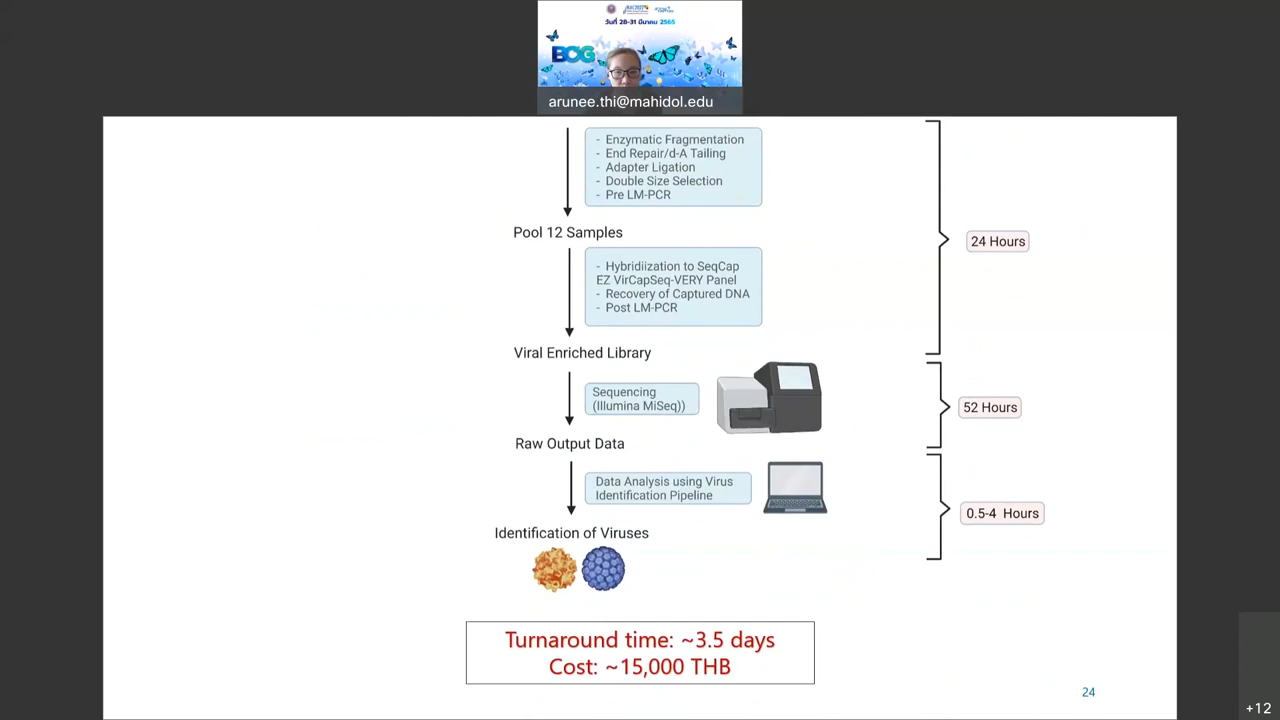 วันที่ 28-31 มีนาคม 2565
BCG
arunee.thi@mahidol.edu
- Enzymatic Fragmentation
- End Repair/d-A Tailing
- Adapter Ligation
- Double Size Selection
- Pre LM-PCR
Pool 12 Samples
24 Hours
- Hybridiization to SeqCap
EZ VirCapSeq-VERY Panel
- Recovery of Captured DNA
- Post LM-PCR
Viral Enriched Library
Sequencing
(Illumina MiSeq))
52 Hours
Raw Output Data
Data Analysis using Virus
Identification Pipeline
0.5-4 Hours
Identification of Viruses
Turnaround time: ~3.5 days
Cost: ~15,000 THB
24
+12